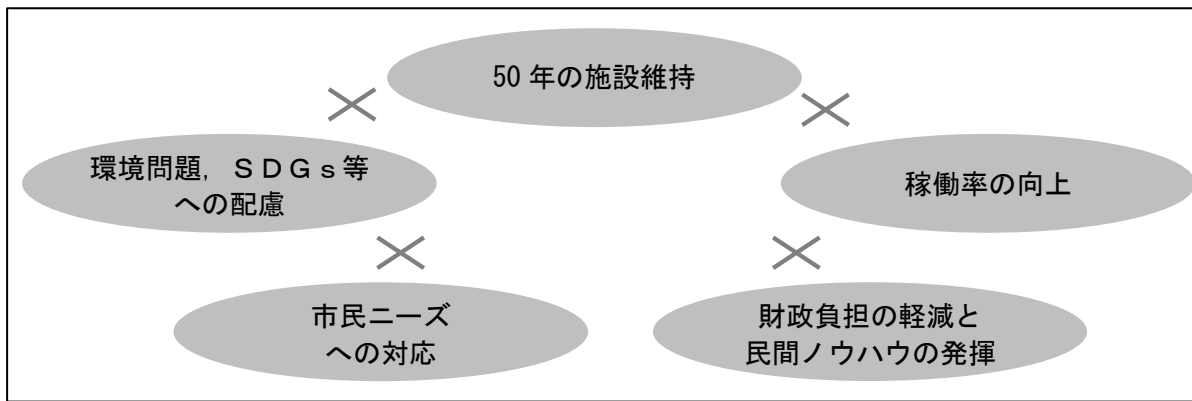 50 年の施設維持
環境問題，ＳＤＧｓ等
への配慮
稼働率の向上
市民ニーズ
への対応
財政負担の軽減と
民間ノウハウの発揮